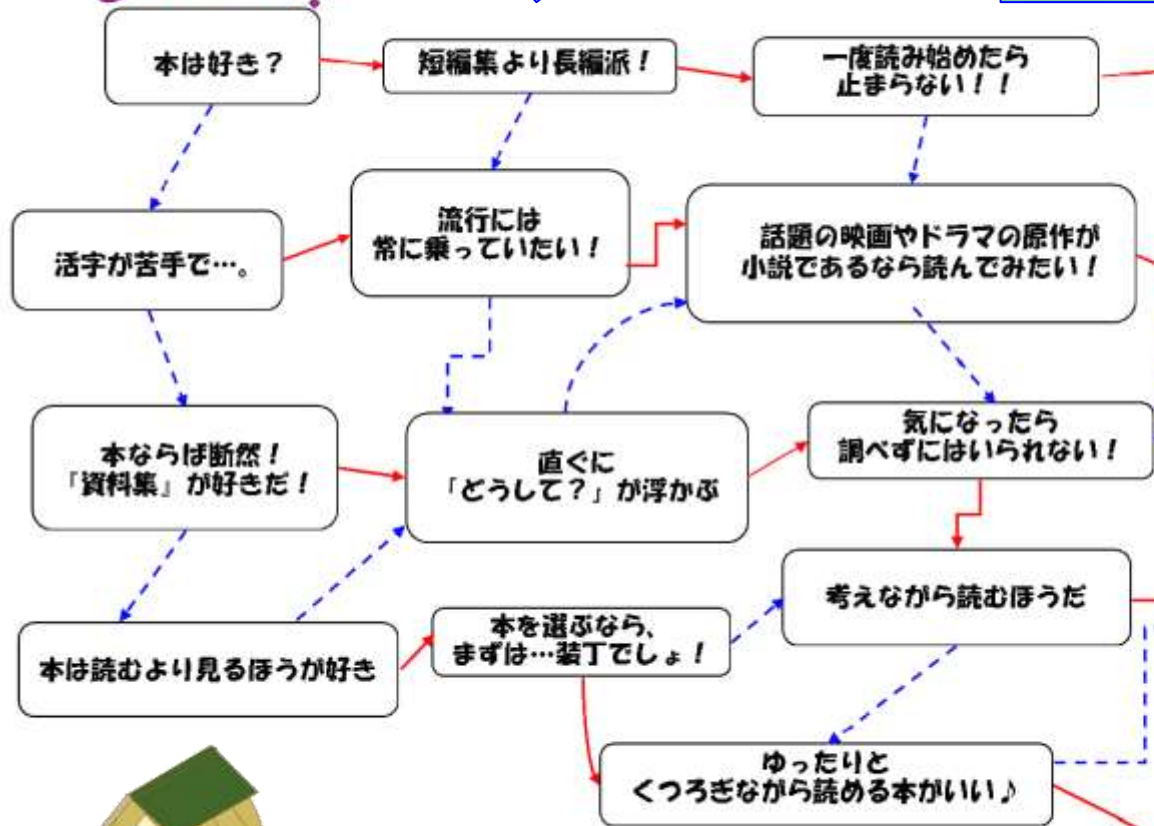 本は好き？
短編集より長編派！
一度読み始めたら
止まらない！！
活字が苦手で…。
流行には
常に乗っていたい！
話題の映画やドラマの原作が
小説であるなら読んでみたい！
本ならば断然！
『資料集』が好きだ！
直ぐに
「どうして？」が浮かぶ
気になったら
調べずにはいられない！
考えながら読むほうだ
本は読むより見るほうが好き
本を選ぶなら、
まずは…装丁でしょ！
ゆったりと
くつろぎながら読める本がいい♪